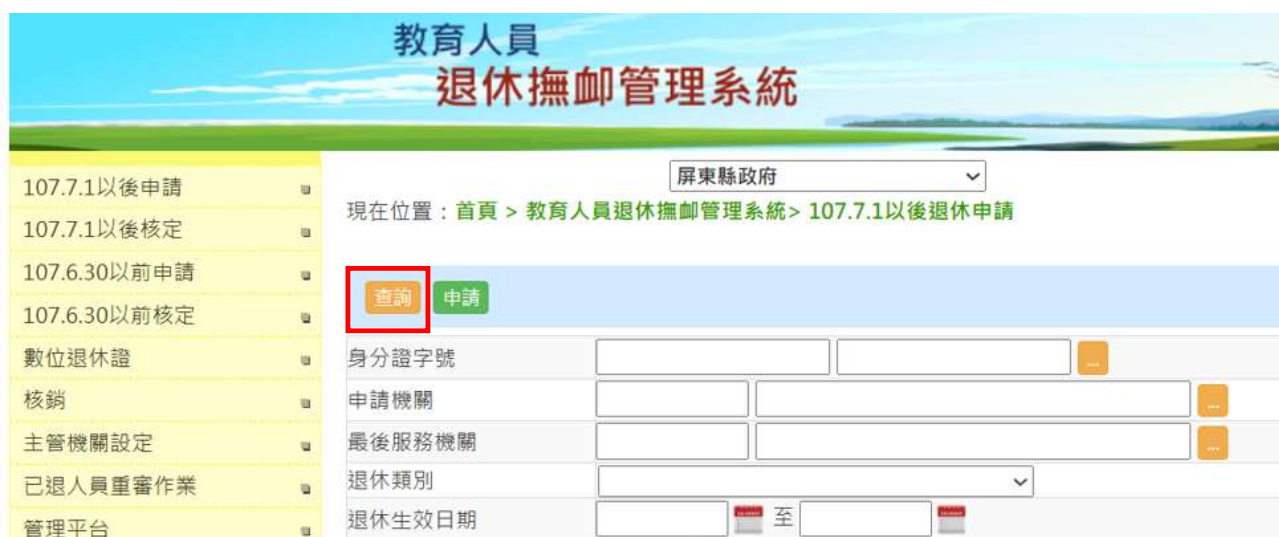 教育人員
退休撫卹管理系統
107.7.1以後申請
107.7.1以後核定
107.6.30以前申請
107.6.30以前核定
數位退休證
核銷
主管機關設定
已退人員重審作業
管理平台
屏東縣政府
現在位置：首頁 > 教育人員退休撫卹管理系統> 107.7.1以後退休申請
查詢 申請
身分證字號 ...
申請機關 ...
最後服務機關 ...
退休類別
退休生效日期 至